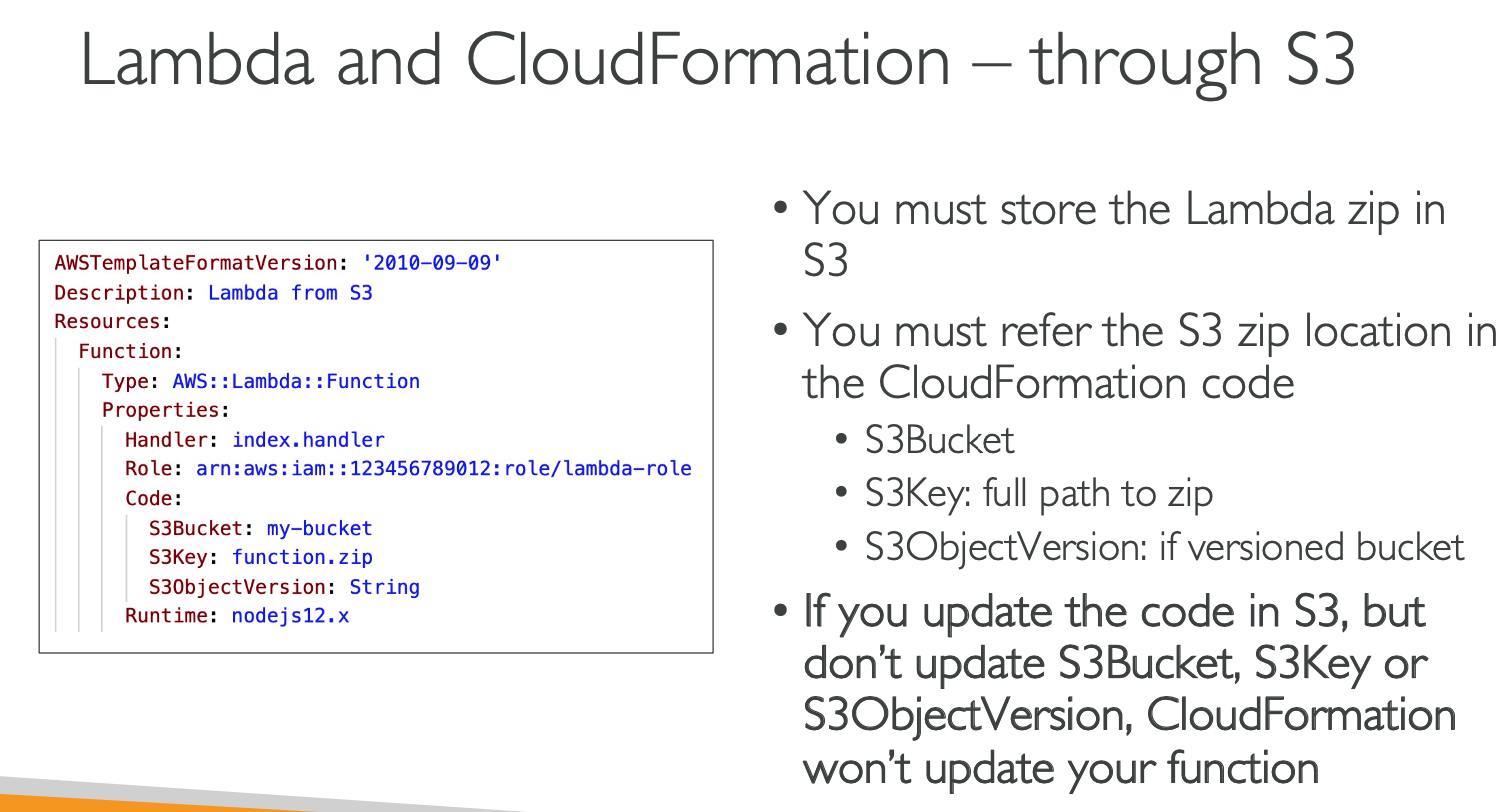 Lambda and CloudFormation – through S3
AWSTemplateFormatVersion: '2010-09-09'
Description: Lambda from S3
Resources:
Function:
Type: AWS::Lambda::Function
Properties:
Handler: index.handler
Role: arn:aws:iam::123456789012:role/lambda-role
Code:
S3Bucket: my-bucket
S3Key: function.zip
S3ObjectVersion: String
Runtime: nodejs12.x
• You must store the Lambda zip in
S3
• You must refer the S3 zip location in
the CloudFormation code
• S3Bucket
• S3Key: full path to zip
• S3ObjectVersion: if versioned bucket
• If you update the code in S3, but
don't update S3Bucket, S3Key or
S3ObjectVersion, CloudFormation
won't update your function